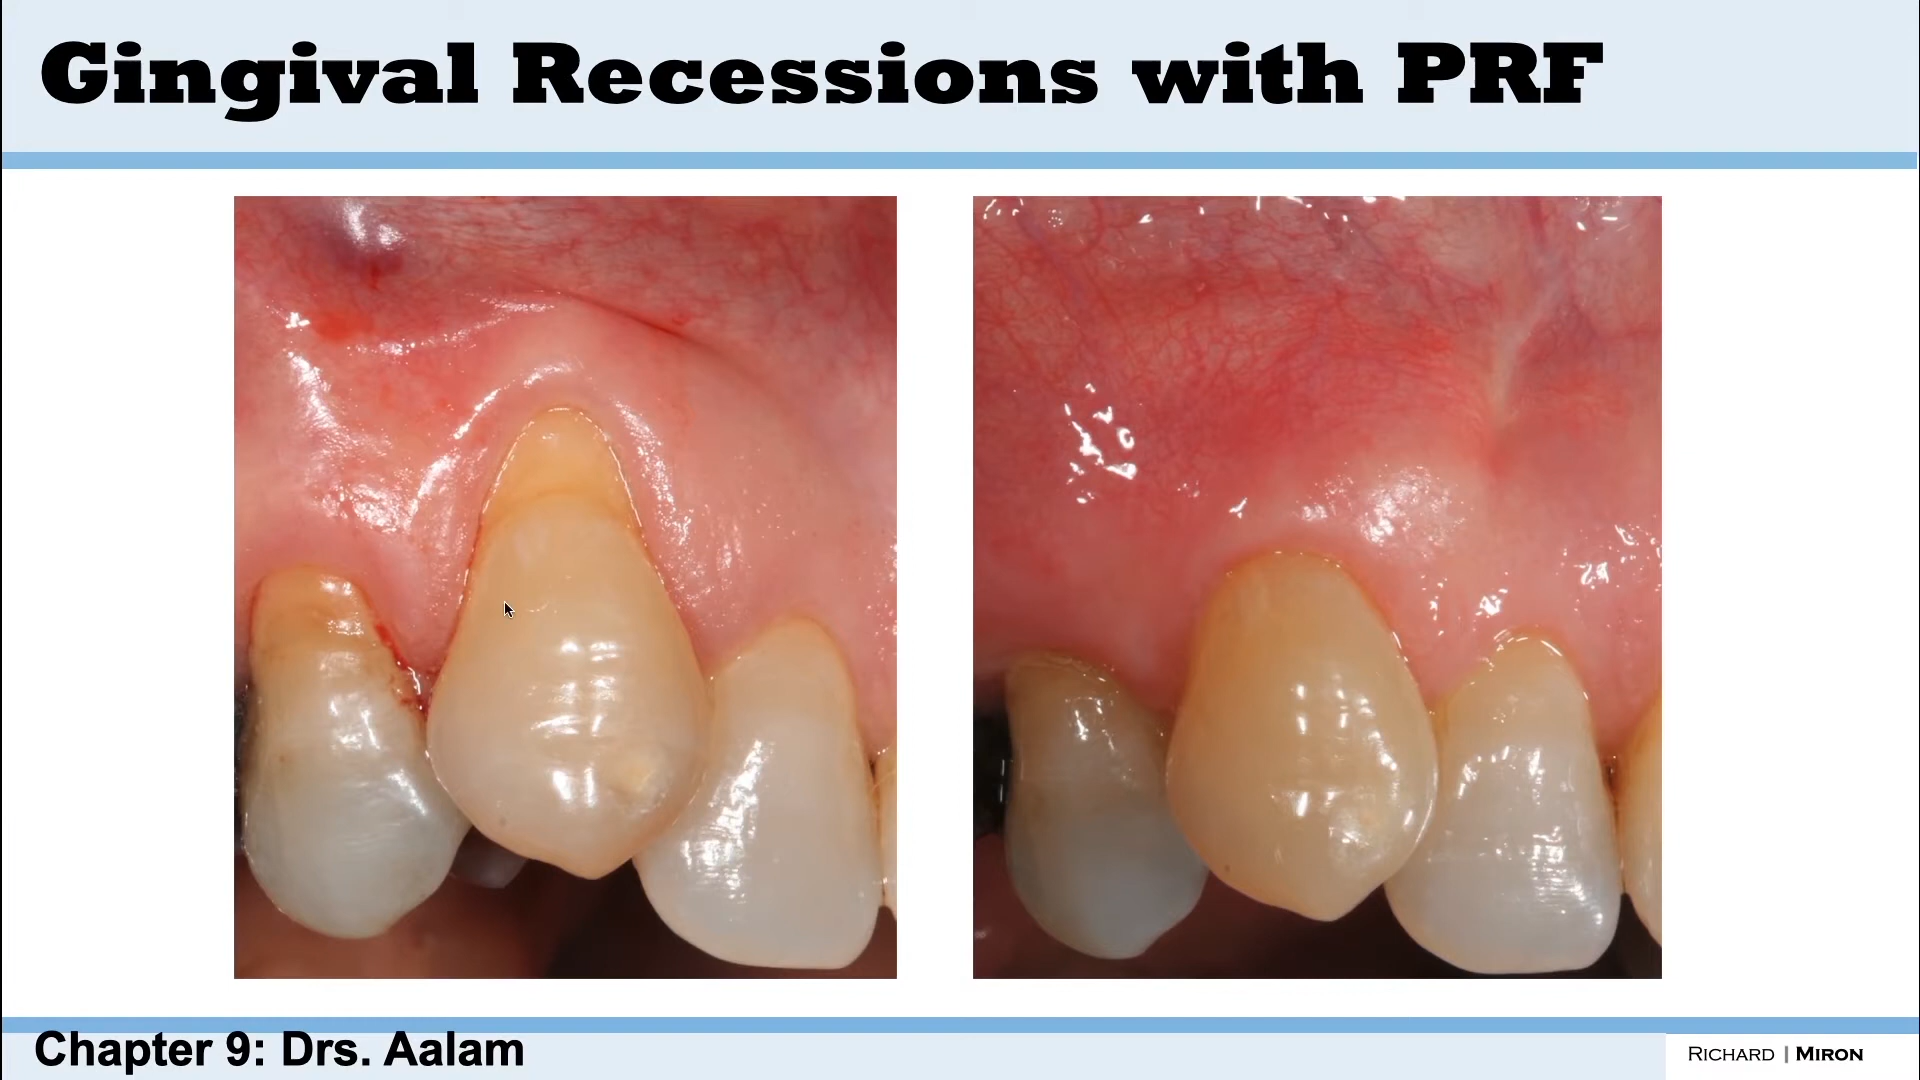 Gingival Recessions with PRF
Chapter 9: Drs. Aalam
Richard | Miron